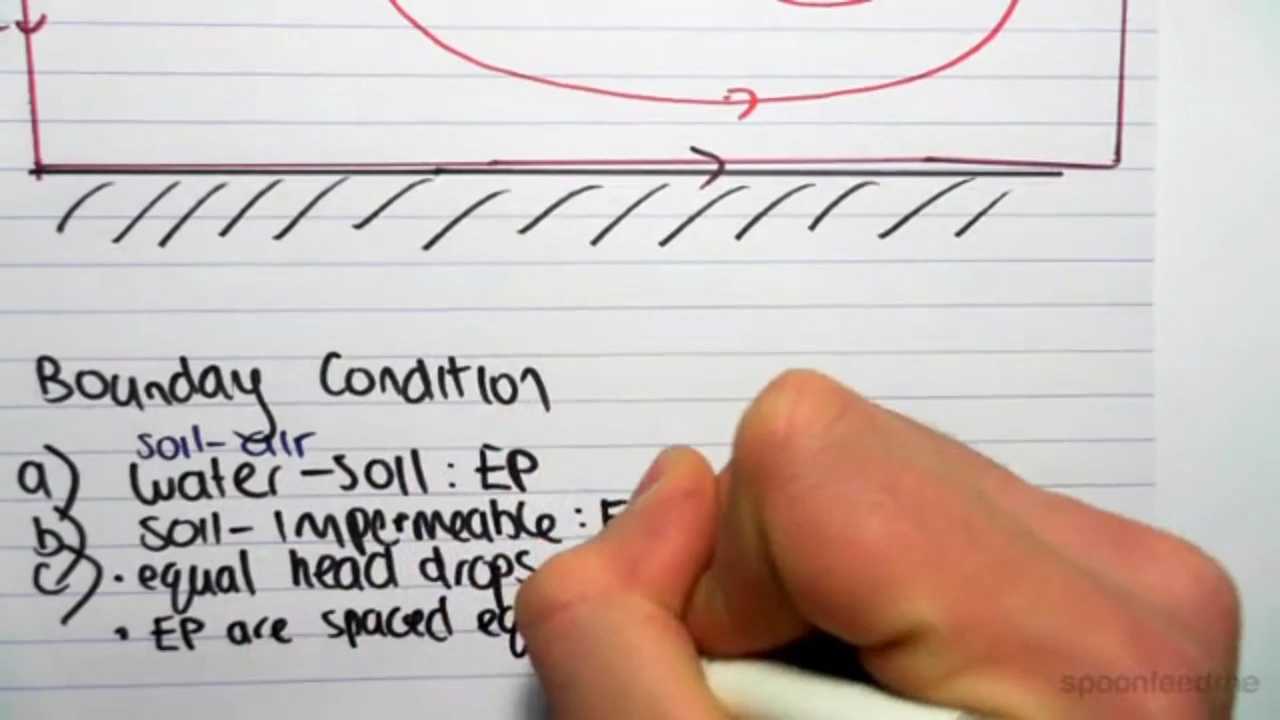 Bounday Condition
soil-air
a) water-soil: EP
b) soil-impermeable:
c) • equal head drops
• EP are spaced
spoonfeedme